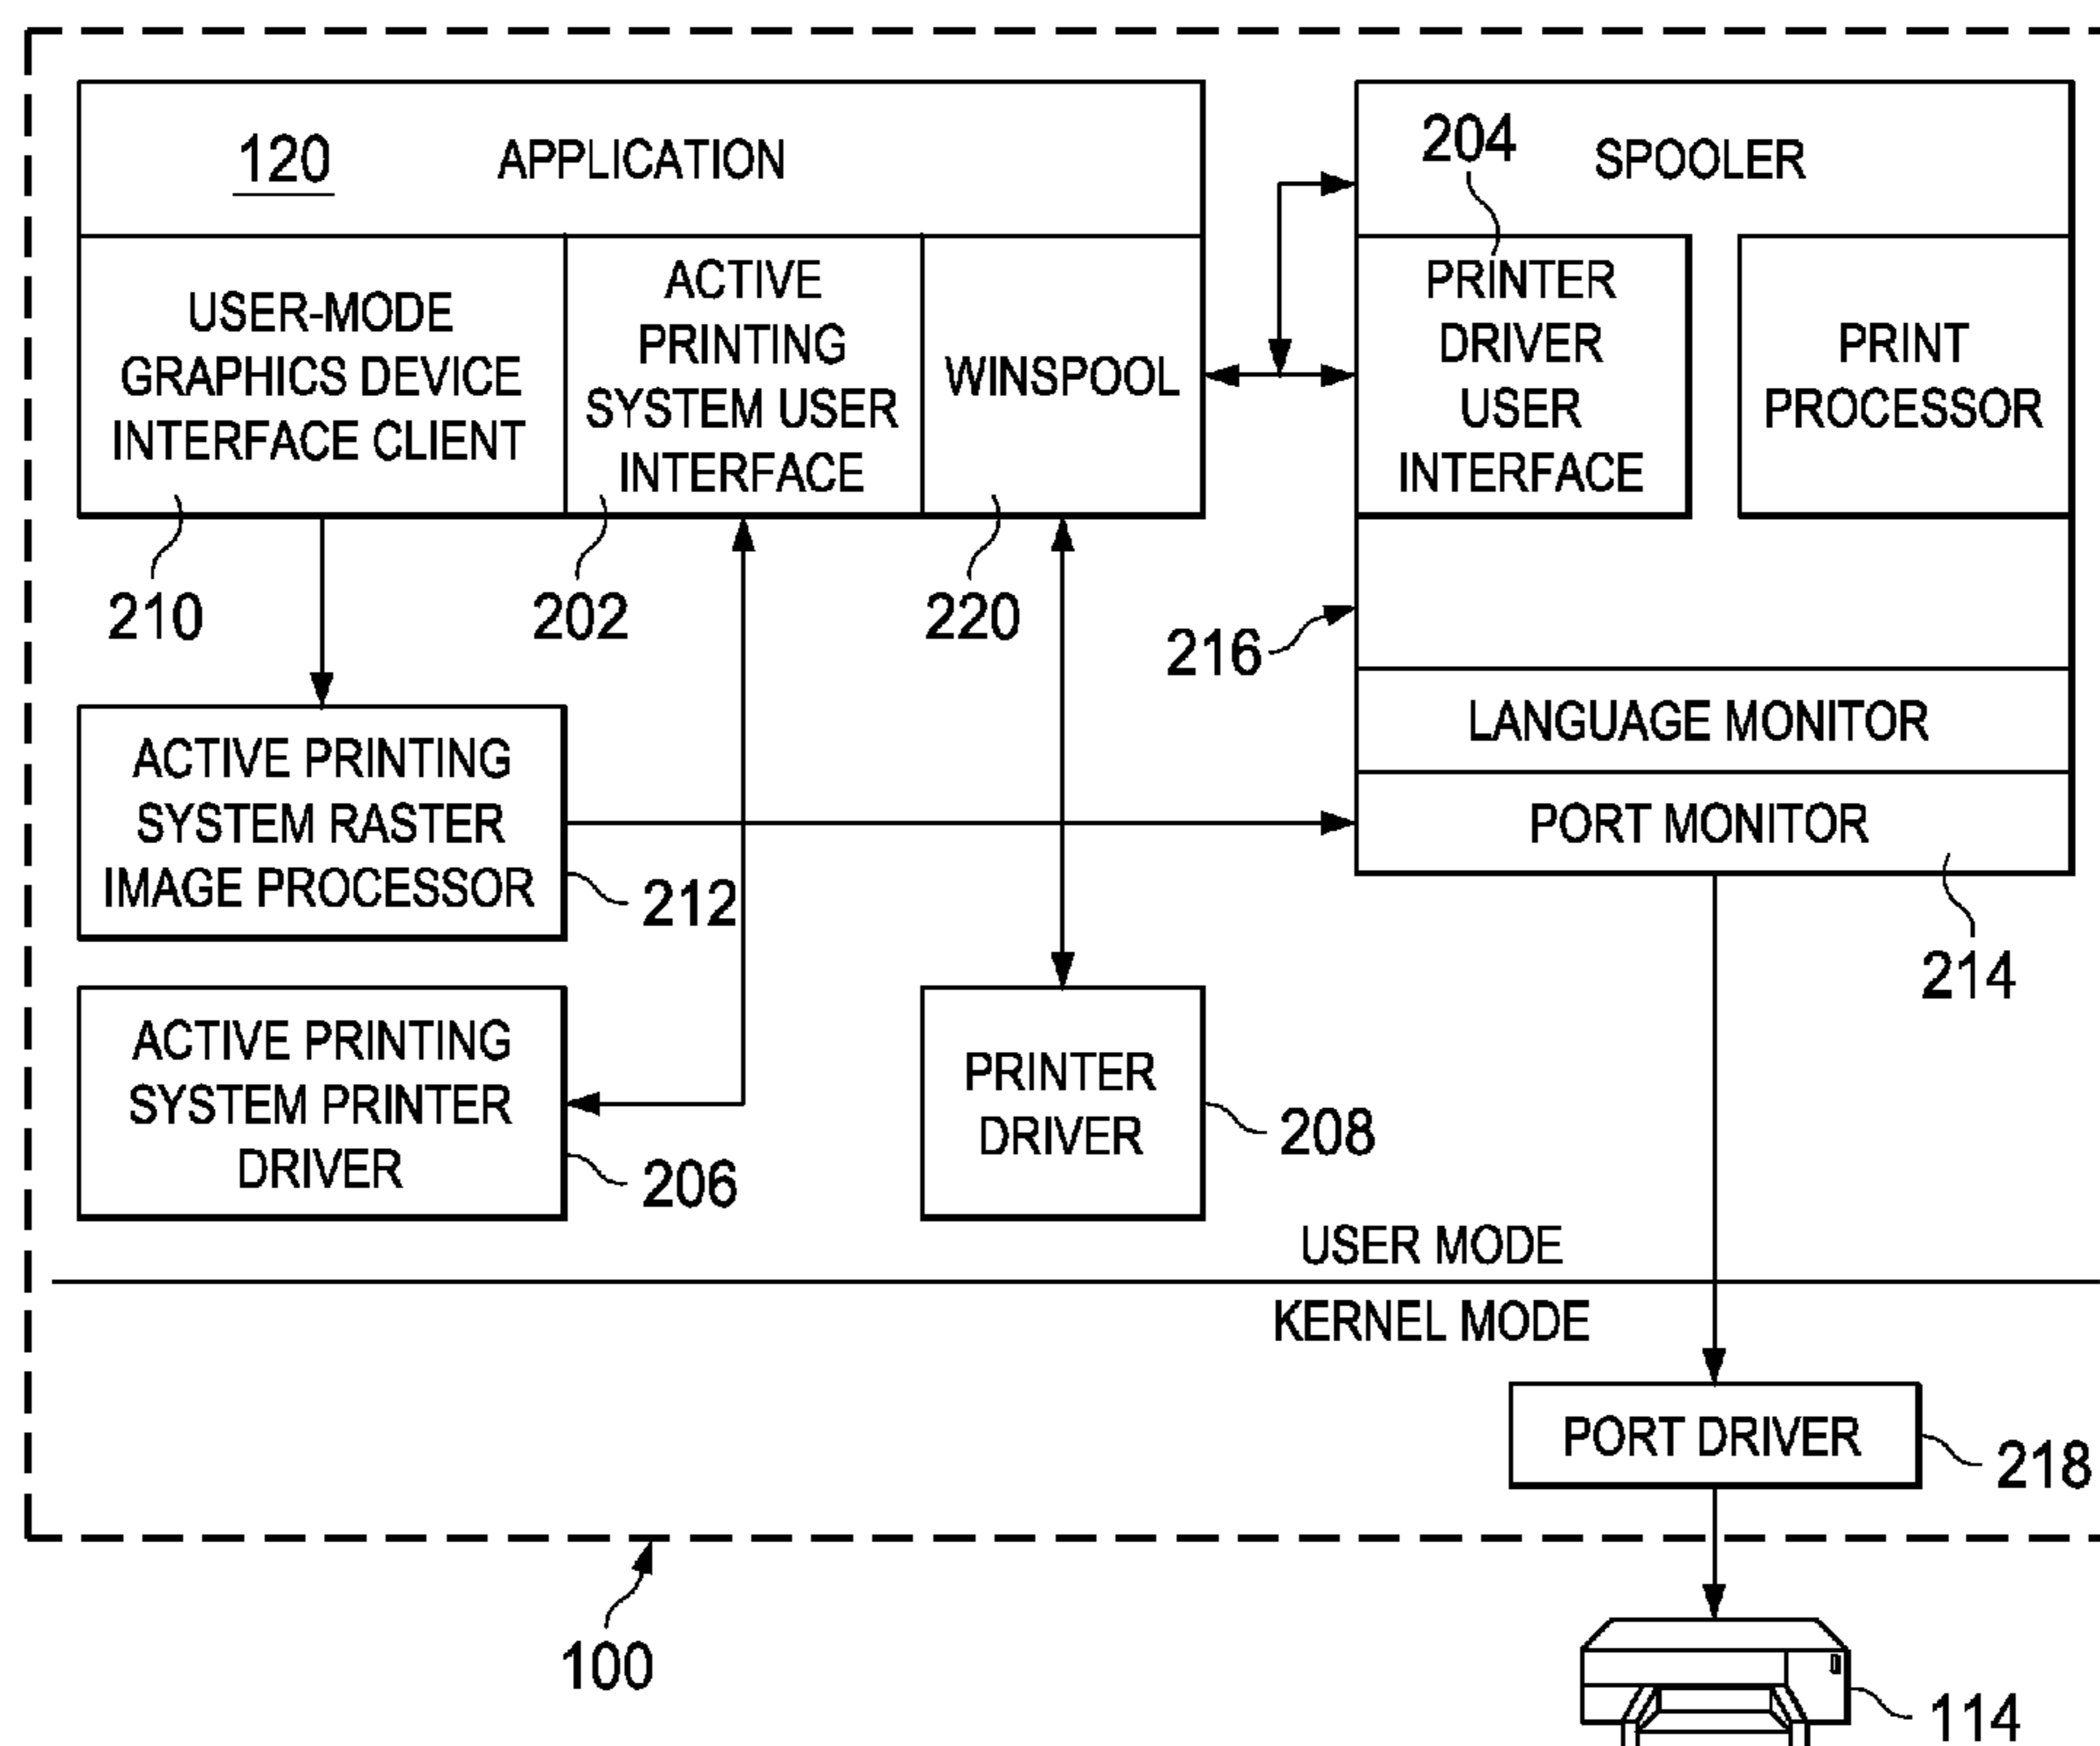 120 APPLICATION
USER-MODE
GRAPHICS DEVICE
INTERFACE CLIENT
ACTIVE
PRINTING
SYSTEM USER
INTERFACE
WINSPOOL
210
202
220
204
SPOOLER
PRINTER
DRIVER
USER
INTERFACE
PRINT
PROCESSOR
216
LANGUAGE MONITOR
PORT MONITOR
214
ACTIVE PRINTING
SYSTEM RASTER
IMAGE PROCESSOR
212
ACTIVE PRINTING
SYSTEM PRINTER
DRIVER
206
PRINTER
DRIVER
208
USER MODE
KERNEL MODE
PORT DRIVER
218
100
114